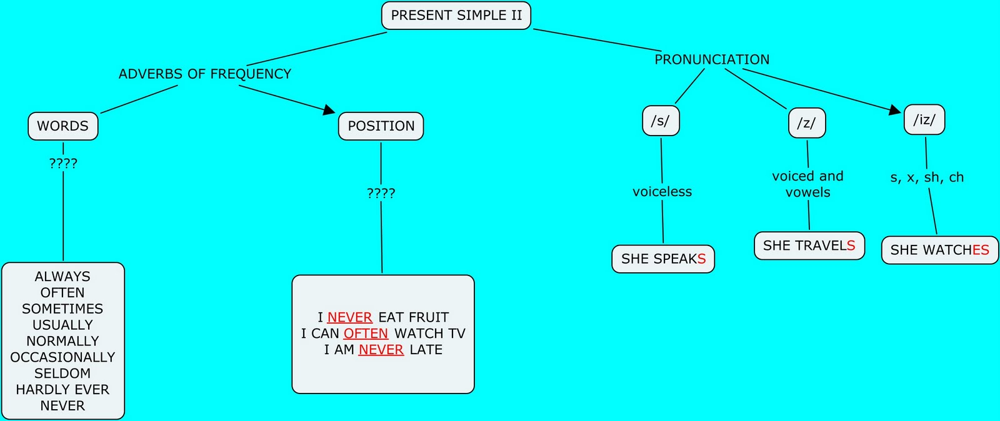 PRESENT SIMPLE II
ADVERBS OF FREQUENCY
PRONUNCIATION
WORDS
POSITION
/s/
/z/
/iz/
????
????
voiceless
voiced and
vowels
s, x, sh, ch
SHE SPEAKS
SHE TRAVELS
SHE WATCHES
ALWAYS
OFTEN
SOMETIMES
USUALLY
NORMALLY
OCCASIONALLY
SELDOM
HARDLY EVER
NEVER
I NEVER EAT FRUIT
I CAN OFTEN WATCH TV
I AM NEVER LATE